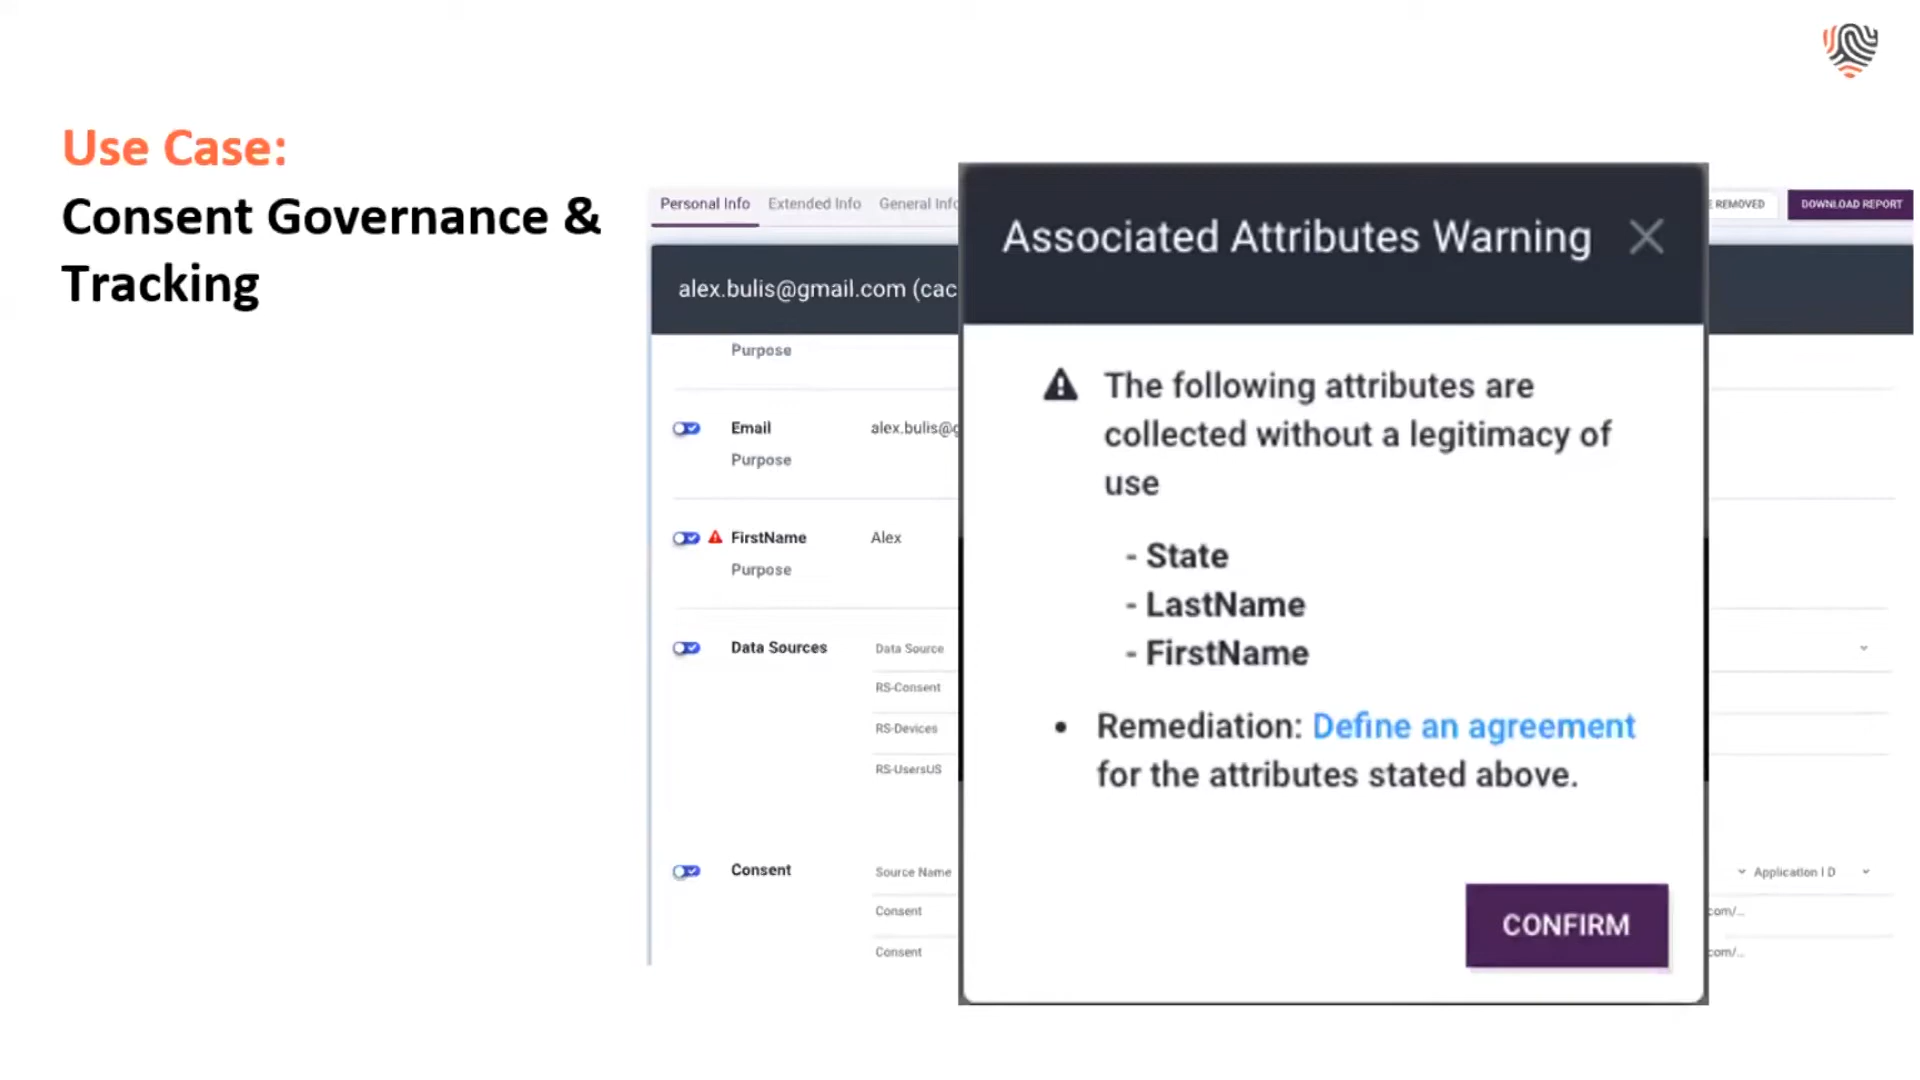 Use Case:
Consent Governance &
Tracking
Personal Info Extended Info General Info
REMOVED
DOWNLOAD REPORT
alex.bulis@gmail.com (cac
Purpose
Email alex.bulis@g
Purpose
FirstName Alex
Purpose
Data Sources Data Source
RS-Consent
RS-Devices
RS-UsersUS
Consent Source Name
Application ID
Consent
com/...
Consent
com/...
Associated Attributes Warning
The following attributes are
collected without a legitimacy of
use
- State
- LastName
- FirstName
• Remediation: Define an agreement
for the attributes stated above.
CONFIRM